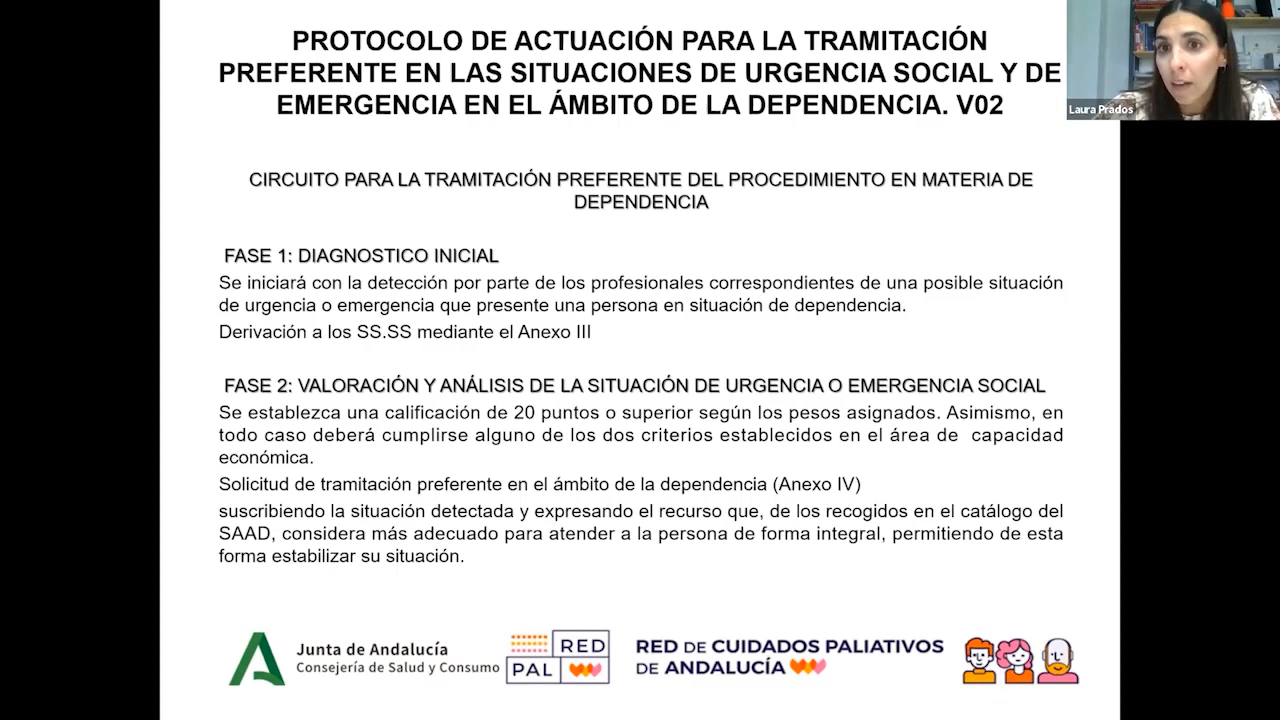 PROTOCOLO DE ACTUACIÓN PARA LA TRAMITACIÓN
PREFERENTE EN LAS SITUACIONES DE URGENCIA SOCIAL Y DE
EMERGENCIA EN EL ÁMBITO DE LA DEPENDENCIA. V02
Laura Prados
CIRCUITO PARA LA TRAMITACIÓN PREFERENTE DEL PROCEDIMIENTO EN MATERIA DE
DEPENDENCIA
FASE 1: DIAGNOSTICO INICIAL
Se iniciará con la detección por parte de los profesionales correspondientes de una posible situación
de urgencia o emergencia que presente una persona en situación de dependencia.
Derivación a los SS.SS mediante el Anexo III
FASE 2: VALORACIÓN Y ANÁLISIS DE LA SITUACIÓN DE URGENCIA O EMERGENCIA SOCIAL
Se establezca una calificación de 20 puntos o superior según los pesos asignados. Asimismo, en
todo caso deberá cumplirse alguno de los dos criterios establecidos en el área de capacidad
económica.
Solicitud de tramitación preferente en el ámbito de la dependencia (Anexo IV)
suscribiendo la situación detectada y expresando el recurso que, de los recogidos en el catálogo del
SAAD, considera más adecuado para atender a la persona de forma integral, permitiendo de esta
forma estabilizar su situación.
Junta de Andalucía
Consejería de Salud y Consumo
RED
PAL
RED DE CUIDADOS PALIATIVOS
DE ANDALUCÍA